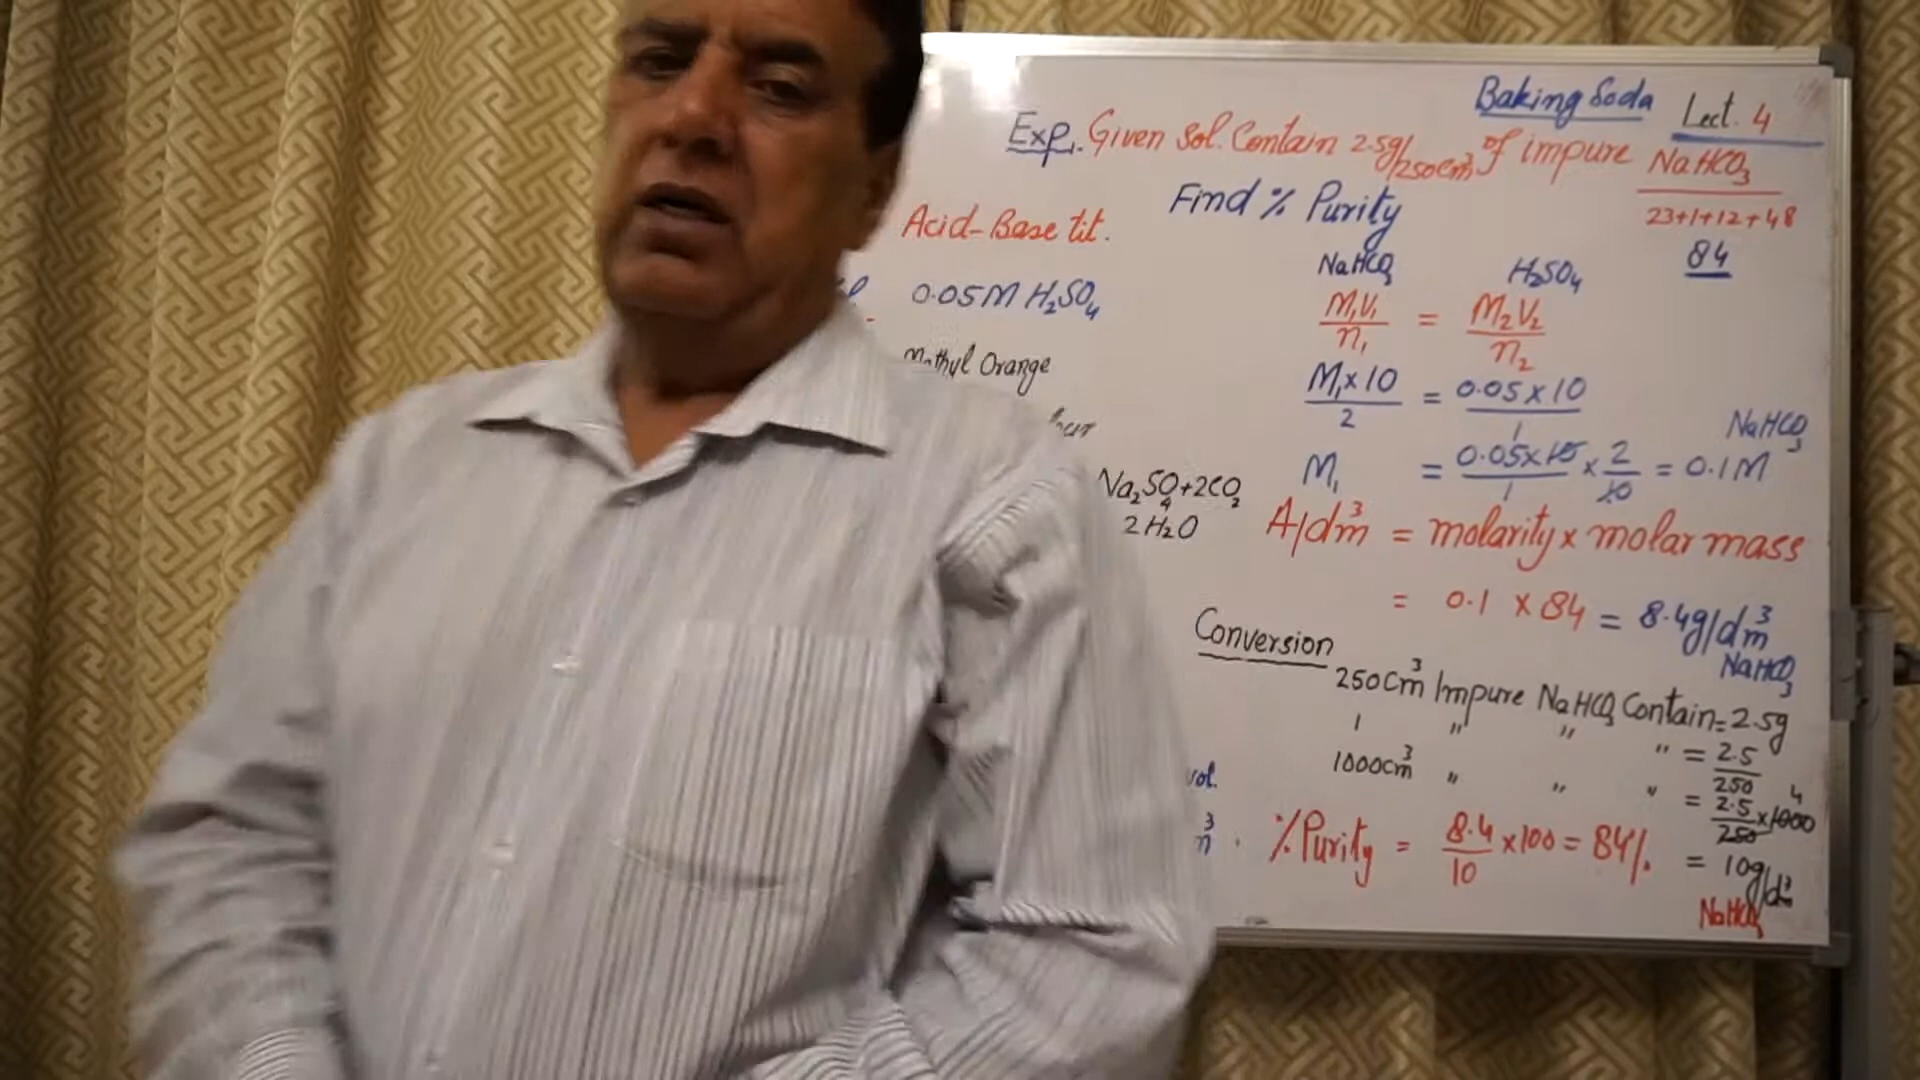 Baking Soda Lect. 4
Exp. Given Sol. Contain 2.5g/250cm³ of impure NaHCO₃
23+1+12+48
84
Find % Purity
Acid-Base tit.
0.05M H₂SO₄
Methyl Orange
Na₂SO₄+2CO₂
2H₂O
NaHCO₃ H₂SO₄
M₁V₁/n₁ = M₂V₂/n₂
M₁x10/2 = 0.05x10/1
M₁ = 0.05x10/1 x 2/10 = 0.1M NaHCO₃
A/dm³ = molarity x molar mass
= 0.1 x 84 = 8.4g/dm³ NaHCO₃
Conversion
250cm³ Impure NaHCO₃ Contain = 2.5g
1 " " " = 2.5/250
1000cm³ " " " = 2.5/250 x 1000 4
= 10g/dm³
NaHCO₃
vol.
% Purity = 8.4/10 x100 = 84%.